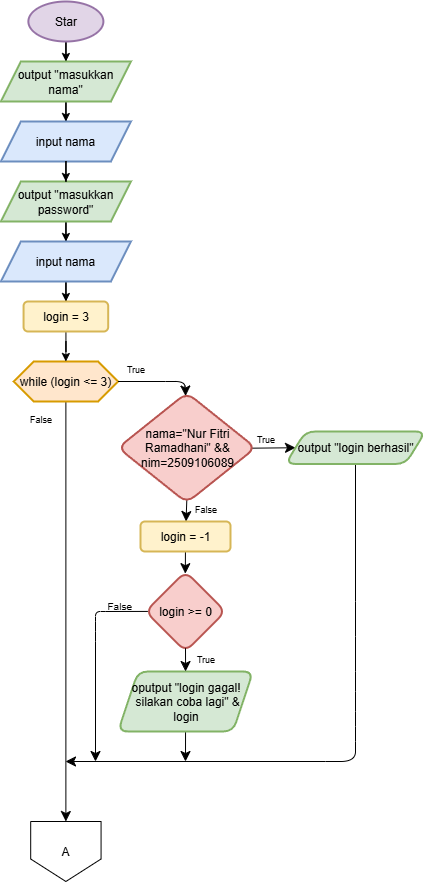 Star
output "masukkan
nama"
input nama
output "masukkan
password"
input nama
login = 3
while (login <= 3)
True
False
nama="Nur Fitri
Ramadhani" &&
nim=2509106089
True
output "login berhasil"
False
login = -1
login >= 0
False
True
oputput "login gagal!
silakan coba lagi" &
login
A